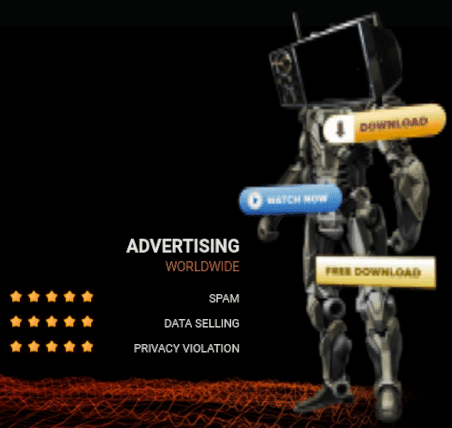 DOWNLOAD
WATCH NOW
ADVERTISING
WORLDWIDE
FREE DOWNLOAD
SPAM
DATA SELLING
PRIVACY VIOLATION